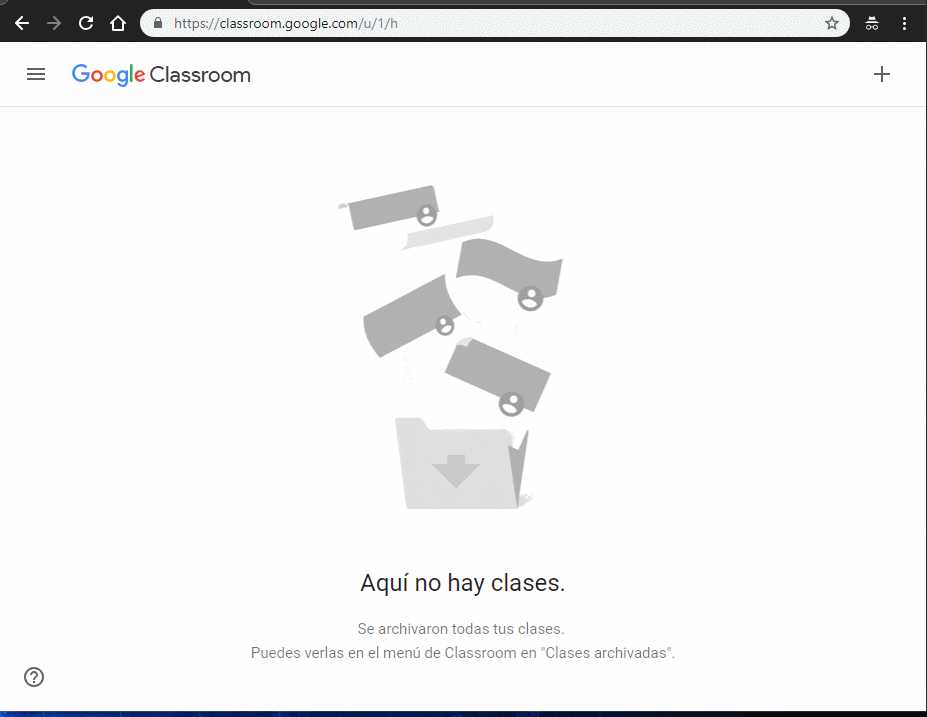 https://classroom.google.com/u/1/h
Google Classroom
Aquí no hay clases.
Se archivaron todas tus clases.
Puedes verlas en el menú de Classroom en "Clases archivadas".
?